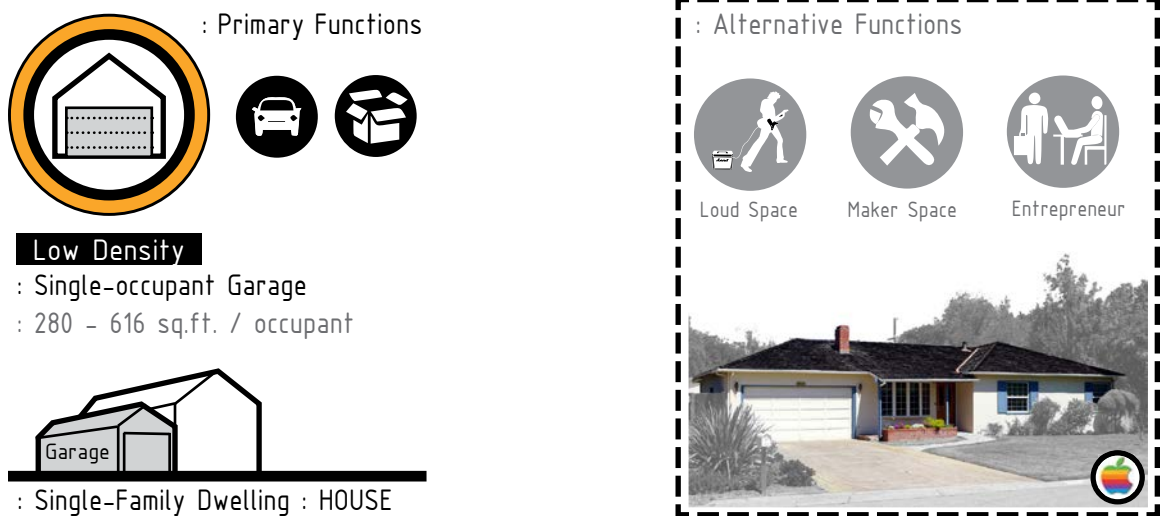 : Primary Functions
Low Density
: Single-occupant Garage
: 280 - 616 sq.ft. / occupant
Garage
: Single-Family Dwelling : HOUSE
: Alternative Functions
Loud Space
Maker Space
Entrepreneur